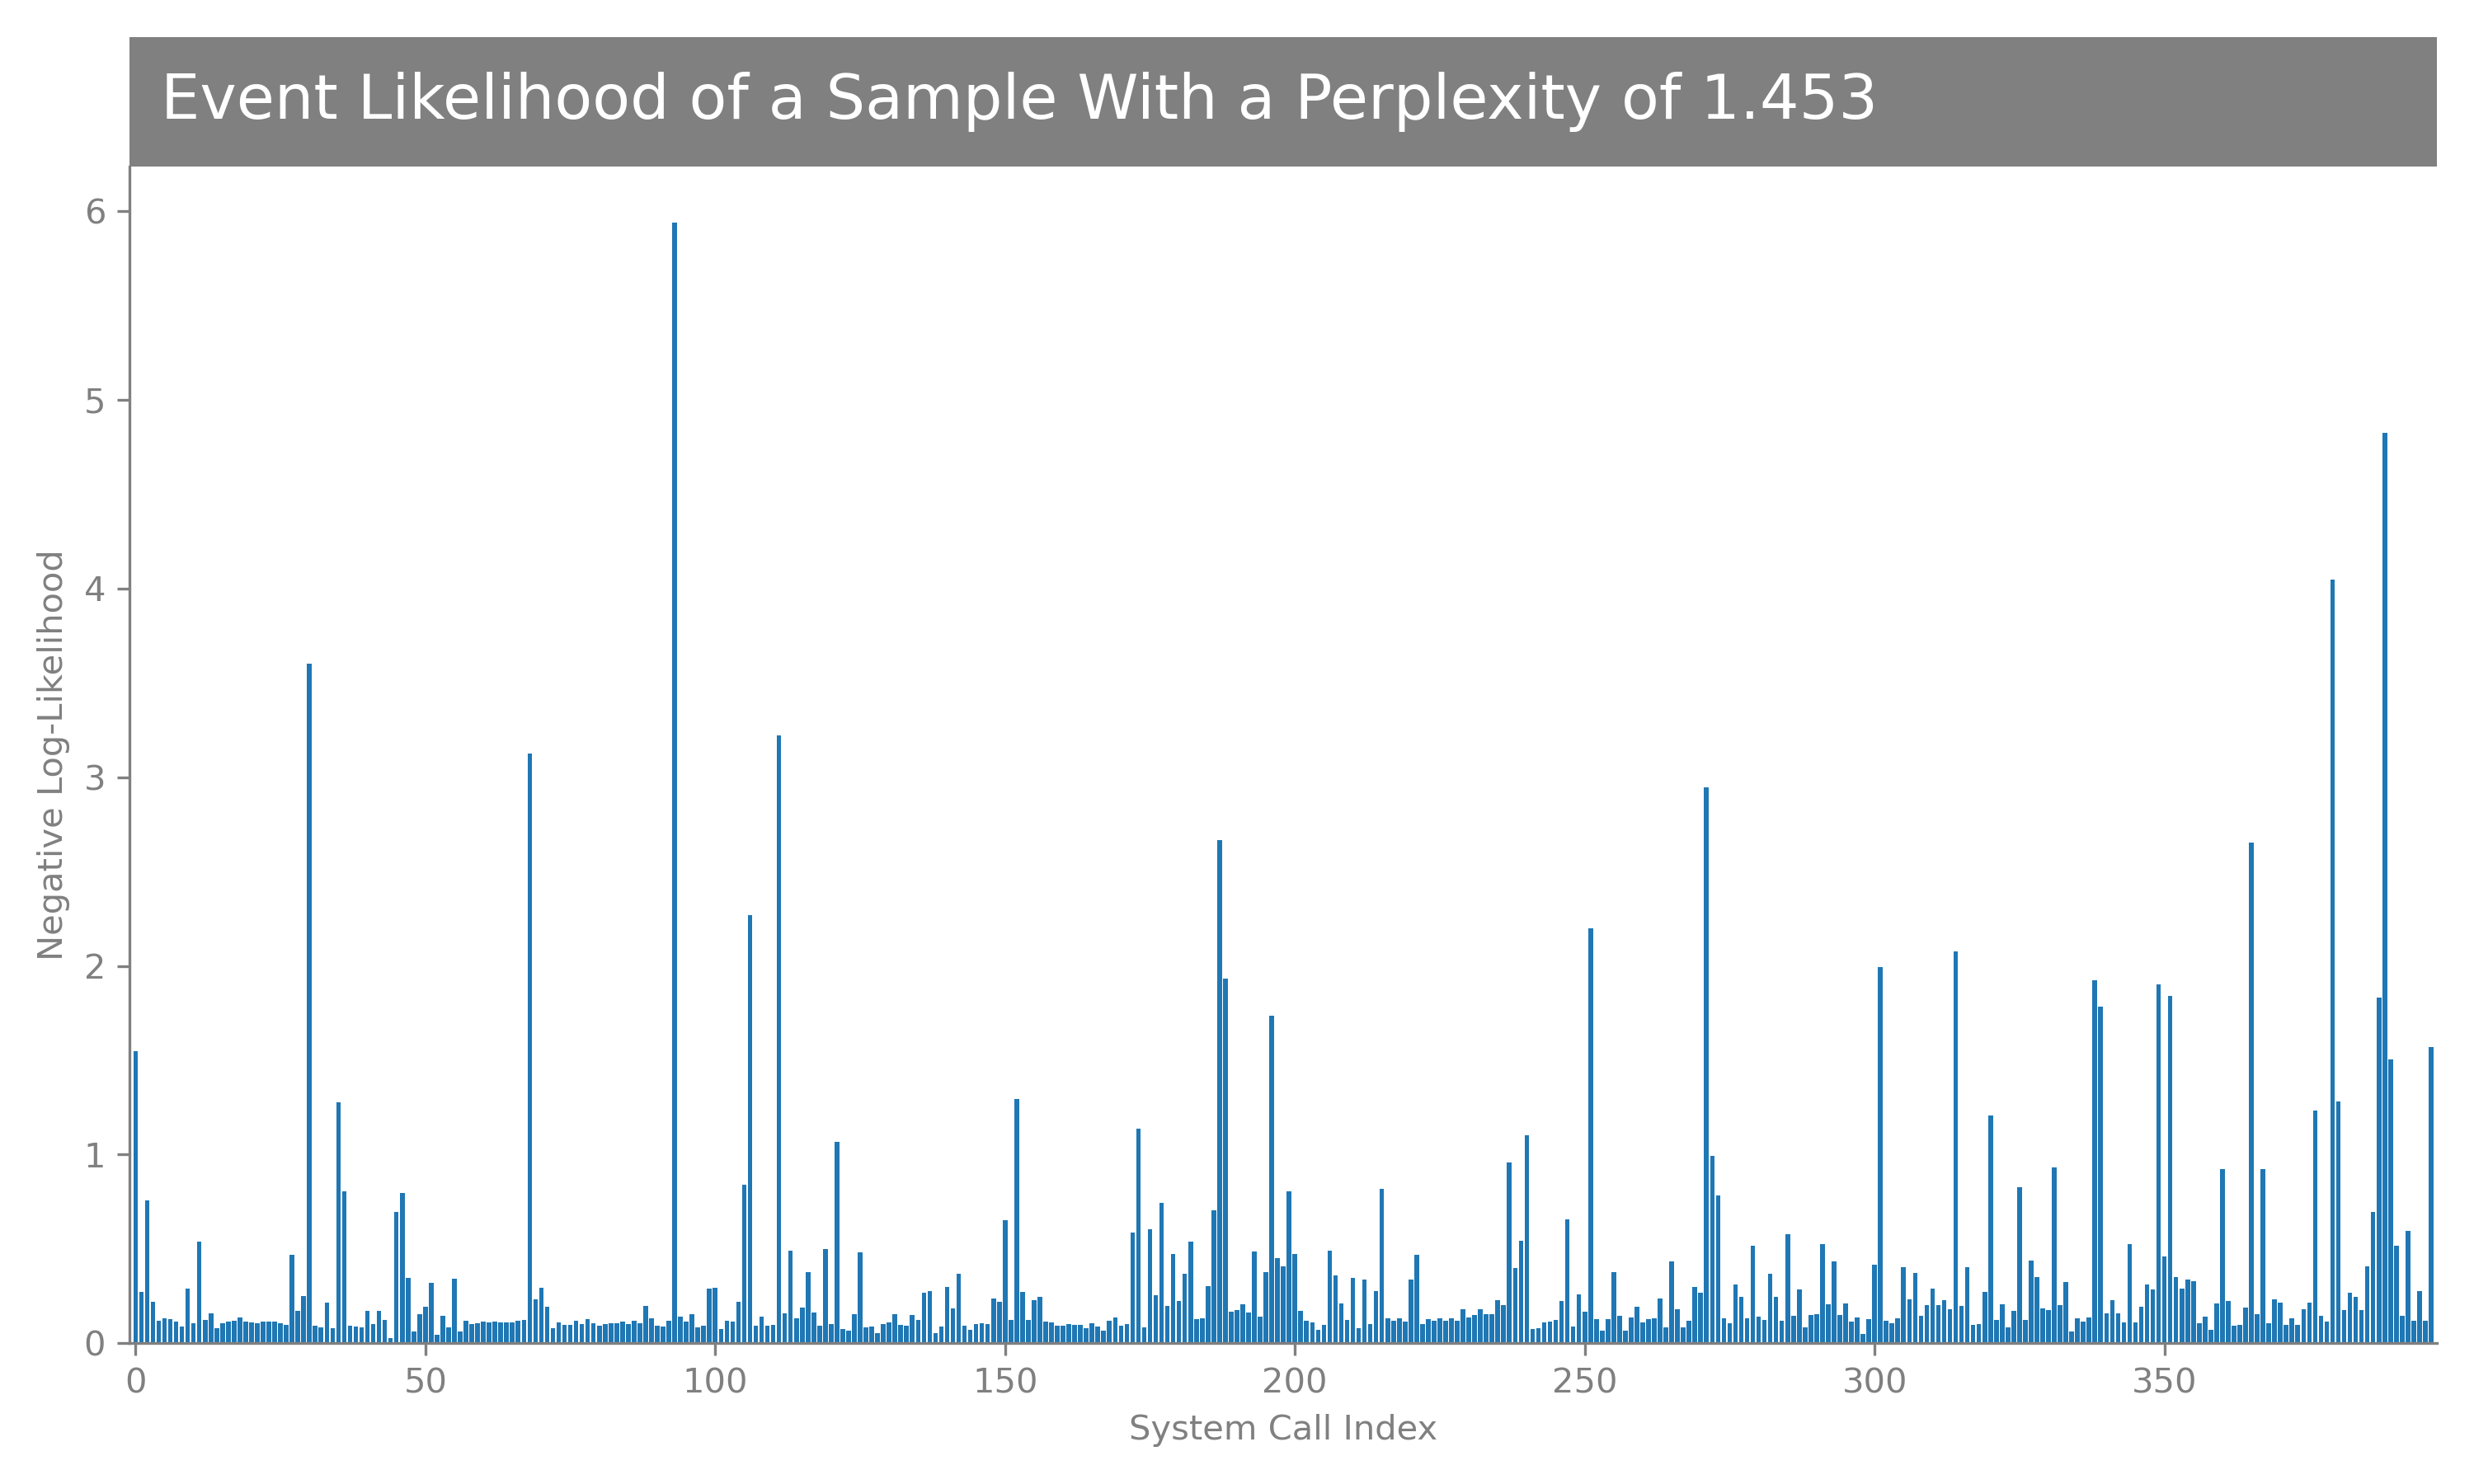 Event Likelihood of a Sample With a Perplexity of 1.453
6
5
4
3
2
1
0
Negative Log-Likelihood
0 50 100 150 200 250 300 350
System Call Index